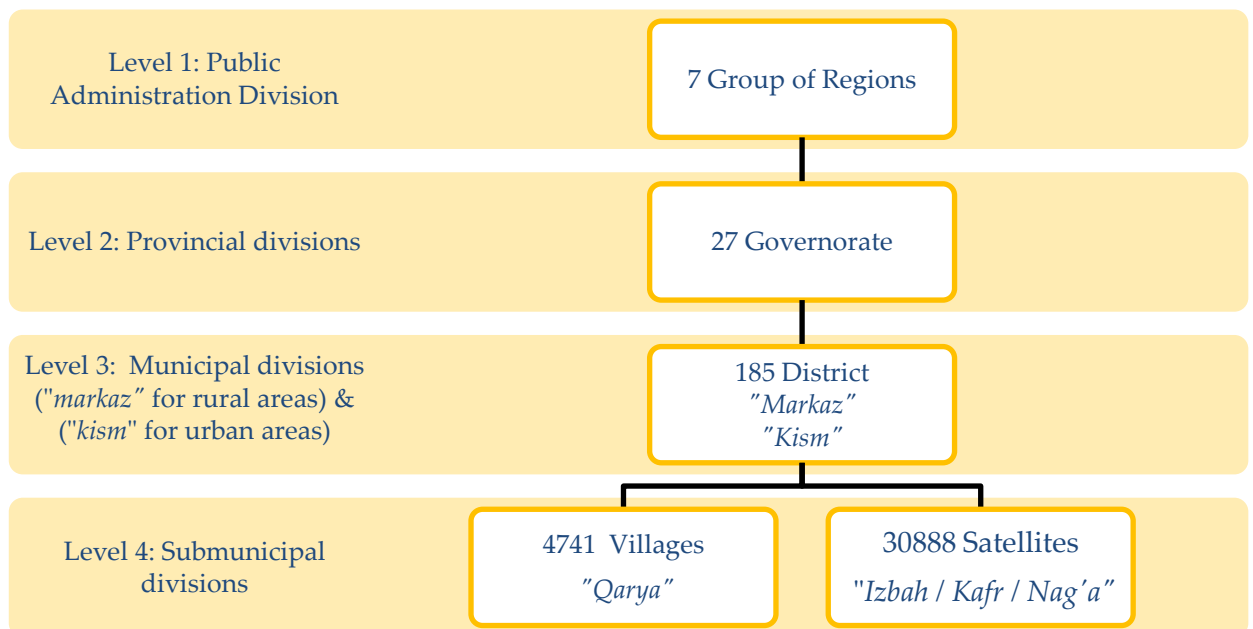 Level 1: Public
Administration Division
7 Group of Regions
Level 2: Provincial divisions
27 Governorate
Level 3:  Municipal divisions
("markaz" for rural areas) &
("kism" for urban areas)
185 District
"Markaz"
"Kism"
Level 4: Submunicipal
divisions
4741  Villages
"Qarya"
30888 Satellites
"Izbah / Kafr / Nag'a"